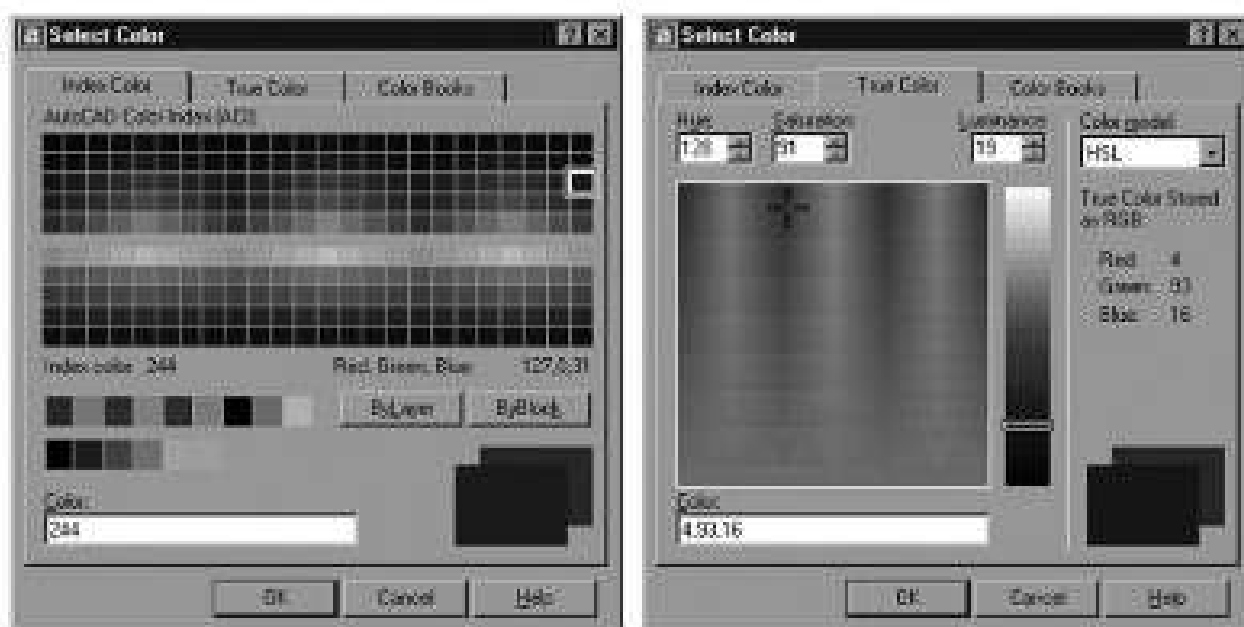 Select Color
Index Color True Color Color Books
AutoCAD Color Index (ACI):
Index color: 244 Red, Green, Blue: 127,0,31
ByLayer ByBlock
Color:
244
OK Cancel Help
Select Color
Index Color True Color Color Books
Hue: Saturation: Luminance: Color model:
91 19 HSL
True Color Stored
as RGB:
Red: 4
Green: 93
Blue: 16
Color:
4,93,16
OK Cancel Help